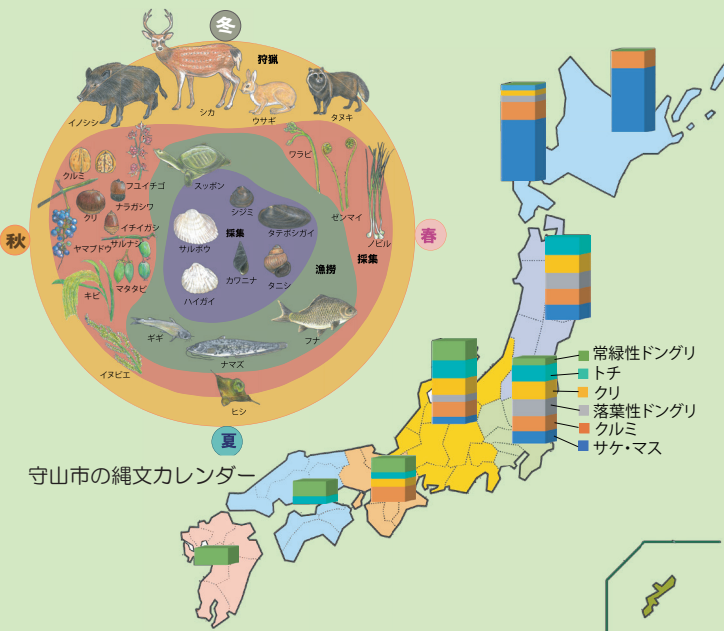 冬
狩猟
イノシシ
シカ
ウサギ
タヌキ
クルミ
フユイチゴ
ナラガシワ
クリ
イチイガシ
サルナシ
ヤマブドウ
マタタビ
キビ
イヌビエ
秋
ワラビ
ゼンマイ
ノビル
採集
春
スッポン
漁撈
ギギ
ナマズ
フナ
ヒシ
シジミ
タテボシガイ
サルボウ
採集
カワニナ
タニシ
ハイガイ
夏
守山市の縄文カレンダー
常緑性ドングリ
トチ
クリ
落葉性ドングリ
クルミ
サケ・マス